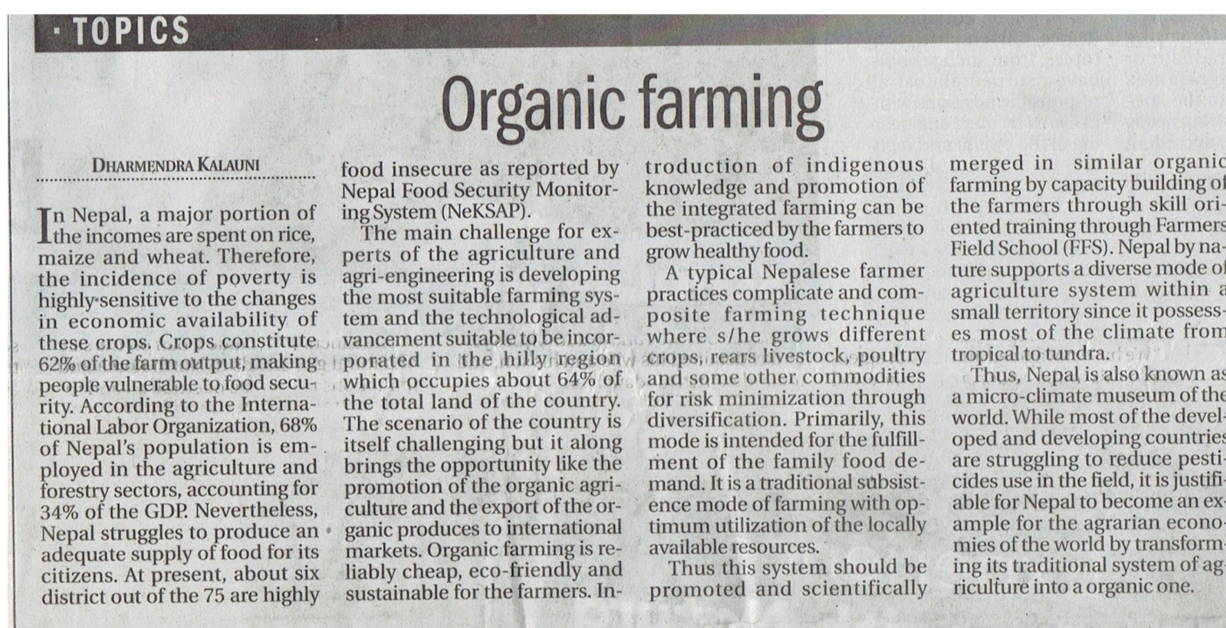 · TOPICS
Organic farming
DHARMENDRA KALAUNI
In Nepal, a major portion of
the incomes are spent on rice,
maize and wheat. Therefore,
the incidence of poverty is
highly sensitive to the changes
in economic availability of
these crops. Crops constitute
62% of the farm output, making
people vulnerable to food secu-
rity. According to the Interna-
tional Labor Organization, 68%
of Nepal's population is em-
ployed in the agriculture and
forestry sectors, accounting for
34% of the GDP. Nevertheless,
Nepal struggles to produce an
adequate supply of food for its
citizens. At present, about six
district out of the 75 are highly
food insecure as reported by
Nepal Food Security Monitor-
ing System (NeKSAP).
The main challenge for ex-
perts of the agriculture and
agri-engineering is developing
the most suitable farming sys-
tem and the technological ad-
vancement suitable to be incor-
porated in the hilly region
which occupies about 64% of
the total land of the country.
The scenario of the country is
itself challenging but it along
brings the opportunity like the
promotion of the organic agri-
culture and the export of the or-
ganic produces to international
markets. Organic farming is re-
liably cheap, eco-friendly and
sustainable for the farmers. In-
troduction of indigenous
knowledge and promotion of
the integrated farming can be
best-practiced by the farmers to
grow healthy food.
A typical Nepalese farmer
practices complicate and com-
posite farming technique
where s/he grows different
crops, rears livestock, poultry
and some other commodities
for risk minimization through
diversification. Primarily, this
mode is intended for the fulfill-
ment of the family food de-
mand. It is a traditional subsist-
ence mode of farming with op-
timum utilization of the locally
available resources.
Thus this system should be
promoted and scientifically
merged in similar organic
farming by capacity building of
the farmers through skill ori-
ented training through Farmers
Field School (FFS). Nepal by na-
ture supports a diverse mode of
agriculture system within a
small territory since it possess-
es most of the climate from
tropical to tundra.
Thus, Nepal is also known as
a micro-climate museum of the
world. While most of the devel-
oped and developing countries
are struggling to reduce pesti-
cides use in the field, it is justifi-
able for Nepal to become an ex-
ample for the agrarian econo-
mies of the world by transform-
ing its traditional system of ag-
riculture into a organic one.